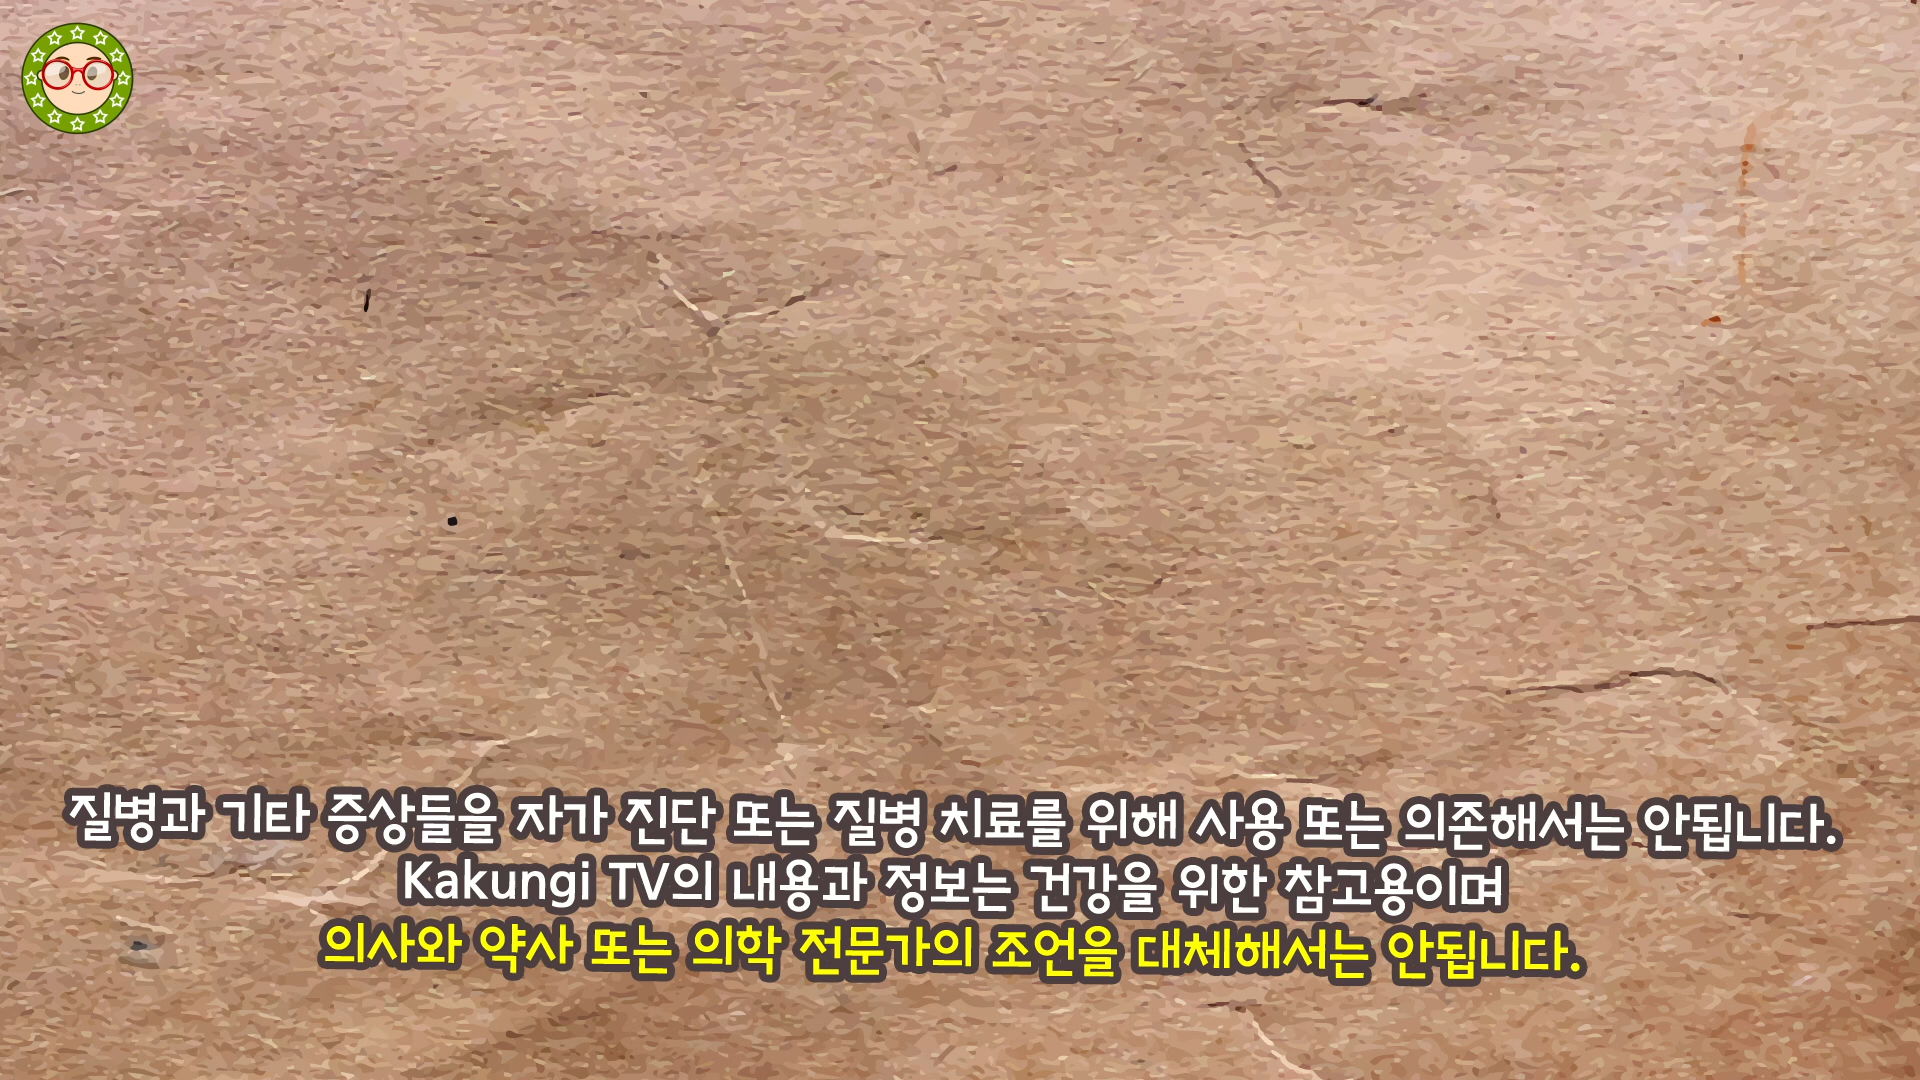 질병과 기타 증상들을 자가 진단 또는 질병 치료를 위해 사용 또는 의존해서는 안됩니다.
Kakungi TV의 내용과 정보는 건강을 위한 참고용이며
의사와 약사 또는 의학 전문가의 조언을 대체해서는 안됩니다.